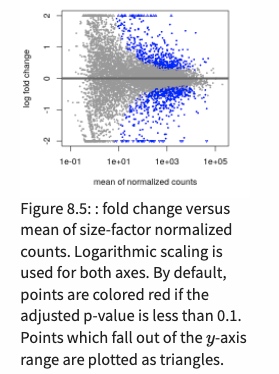 2
1
0
-1
-2
log fold change
1e-01 1e+01 1e+03 1e+05
mean of normalized counts
Figure 8.5: : fold change versus
mean of size-factor normalized
counts. Logarithmic scaling is
used for both axes. By default,
points are colored red if the
adjusted p-value is less than 0.1.
Points which fall out of the y-axis
range are plotted as triangles.